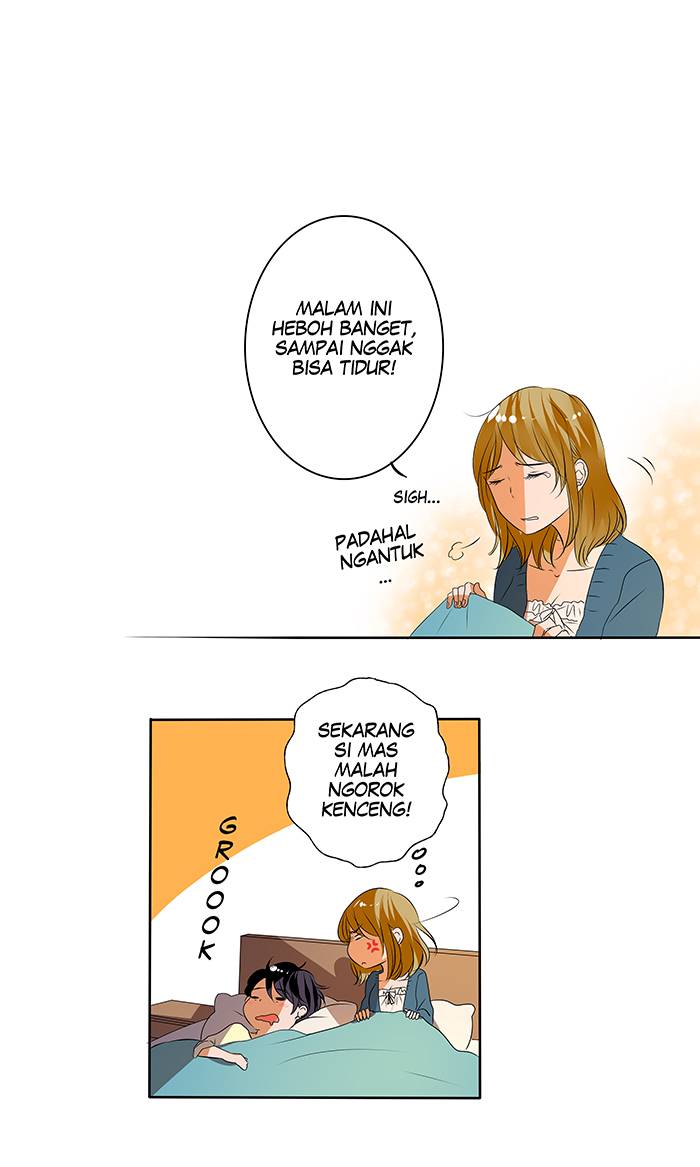 MALAM INI
HEBOH BANGET,
SAMPAI NGGAK
BISA TIDUR!
SIGH...
PADAHAL
NGANTUK
...
SEKARANG
SI MAS
MALAH
NGOROK
KENCENG!
GROOOK